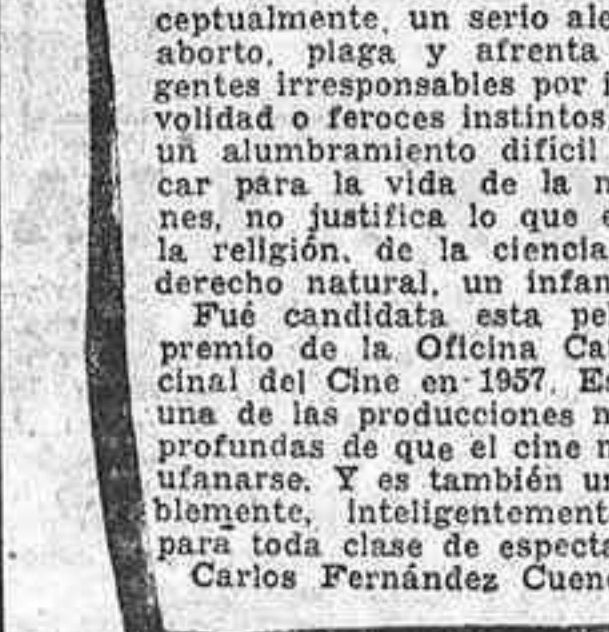 ceptualmente, un serio ale
aborto, plaga y afrenta
gentes irresponsables por
volidad o feroces instintos
un alumbramiento difícil
car para la vida de la
nes, no justifica lo que
la religión, de la ciencia
derecho natural, un infan
Fué candidata esta pe
premio de la Oficina Ca
cinal del Cine en 1957. Es
una de las producciones
profundas de que el cine
ufanarse. Y es también un
blemente, inteligentement
para toda clase de especta
Carlos Fernández Cuen